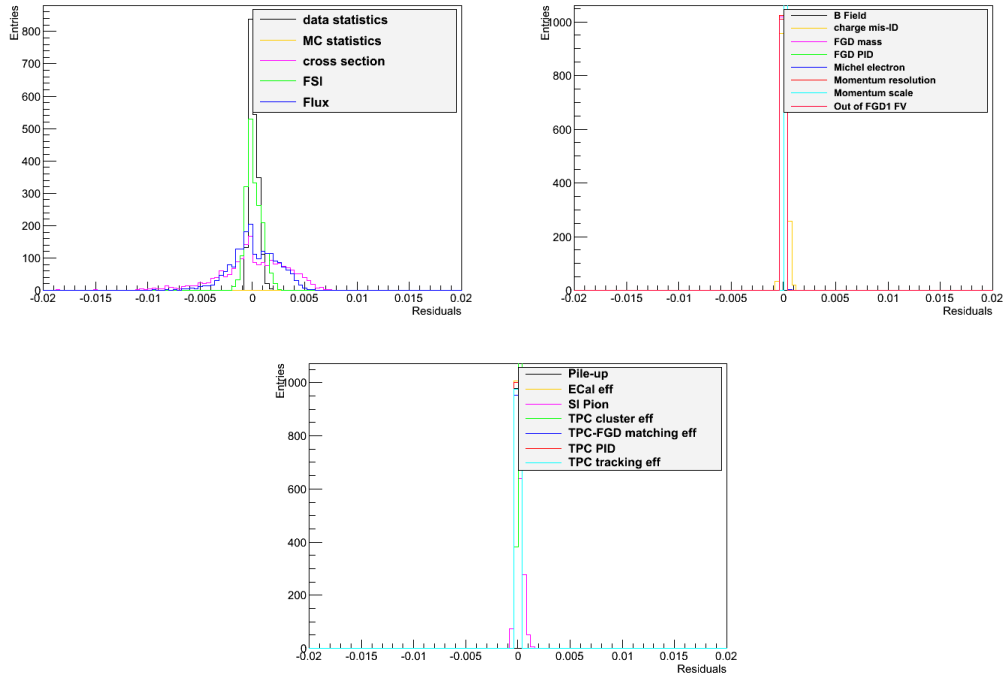 Entries
800
700
600
500
400
300
200
100
0
data statistics
MC statistics
cross section
FSI
Flux
-0.02 -0.015 -0.01 -0.005 0 0.005 0.01 0.015 0.02
Residuals
Entries
1000
800
600
400
200
0
B Field
charge mis-ID
FGD mass
FGD PID
Michel electron
Momentum resolution
Momentum scale
Out of FGD1 FV
-0.02 -0.015 -0.01 -0.005 0 0.005 0.01 0.015 0.02
Residuals
Entries
1000
800
600
400
200
0
Pile-up
ECal eff
SI Pion
TPC cluster eff
TPC-FGD matching eff
TPC PID
TPC tracking eff
-0.02 -0.015 -0.01 -0.005 0 0.005 0.01 0.015 0.02
Residuals